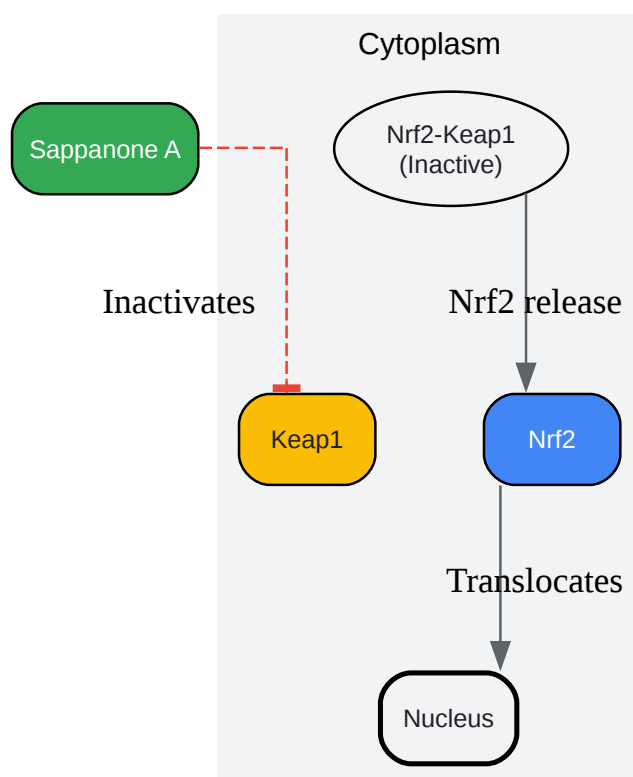 Cytoplasm
Sappanone A
Nrf2-Keap1
(Inactive)
Inactivates
Nrf2 release
Keap1
Nrf2
Translocates
Nucleus